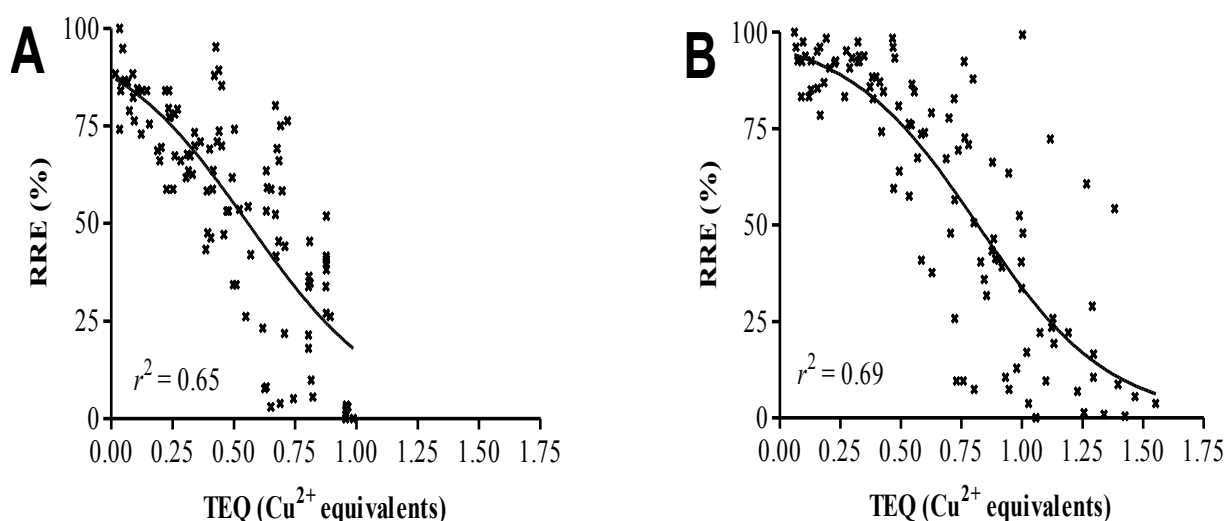 A
RRE (%)
100
75
50
25
0
r² = 0.65
0.00 0.25 0.50 0.75 1.00 1.25 1.50 1.75
TEQ (Cu²⁺ equivalents)
B
RRE (%)
100
75
50
25
0
r² = 0.69
0.00 0.25 0.50 0.75 1.00 1.25 1.50 1.75
TEQ (Cu²⁺ equivalents)